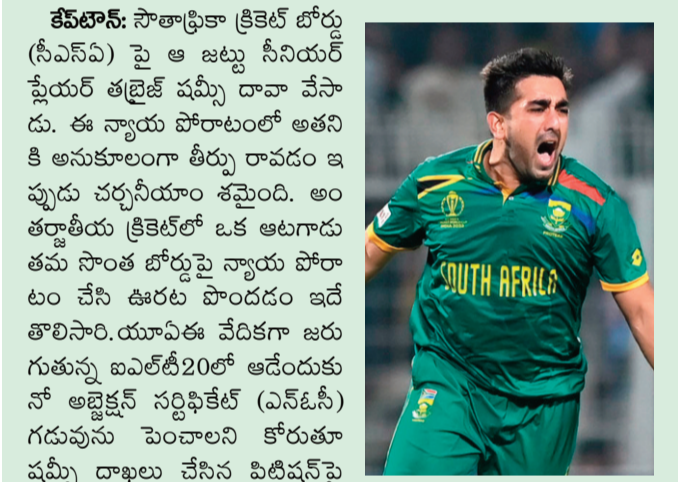 కేప్‌టౌన్: సౌతాఫ్రికా క్రికెట్ బోర్డు
(సీఎస్ఏ) పై ఆ జట్టు సీనియర్
ప్లేయర్ తబ్రైజ్ షమ్సీ దావా వేసా
డు. ఈ న్యాయ పోరాటంలో అతని
కి అనుకూలంగా తీర్పు రావడం ఇ
ప్పుడు చర్చనీయాం శమైంది. అం
తర్జాతీయ క్రికెట్‌లో ఒక ఆటగాడు
తమ సొంత బోర్డుపై న్యాయ పోరా
టం చేసి ఊరట పొందడం ఇదే
తొలిసారి.యూఏఈ వేదికగా జరు
గుతున్న ఐఎల్‌టీ20లో ఆడేందుకు
నో అబ్జెక్షన్ సర్టిఫికేట్ (ఎన్ఓసీ)
గడువును పెంచాలని కోరుతూ
షమ్సీ దాఖలు చేసిన పిటిషన్‌పై
SOUTH AFRICA